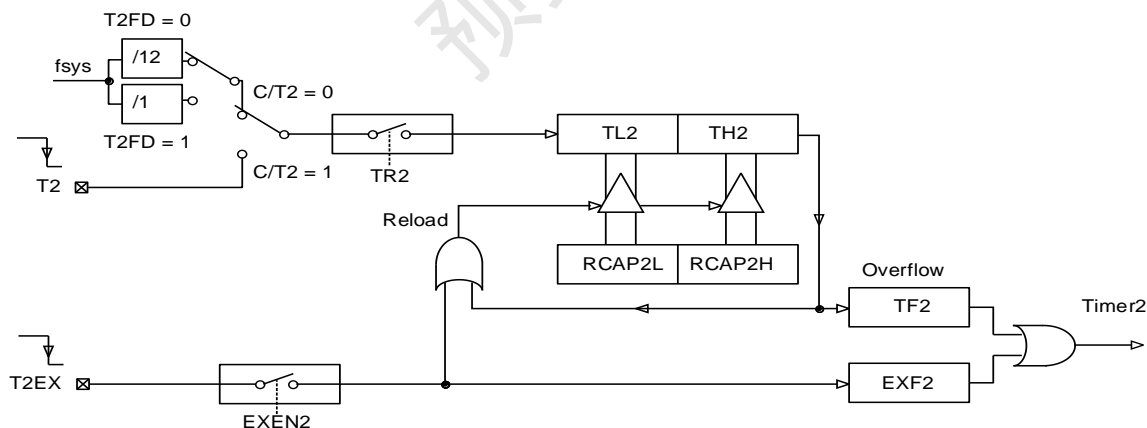 T2FD = 0
/12
fsys
C/T2 = 0
/1
T2FD = 1
TL2
TH2
T2
C/T2 = 1
TR2
Reload
RCAP2L
RCAP2H
Overflow
TF2
Timer2
T2EX
EXF2
EXEN2
预